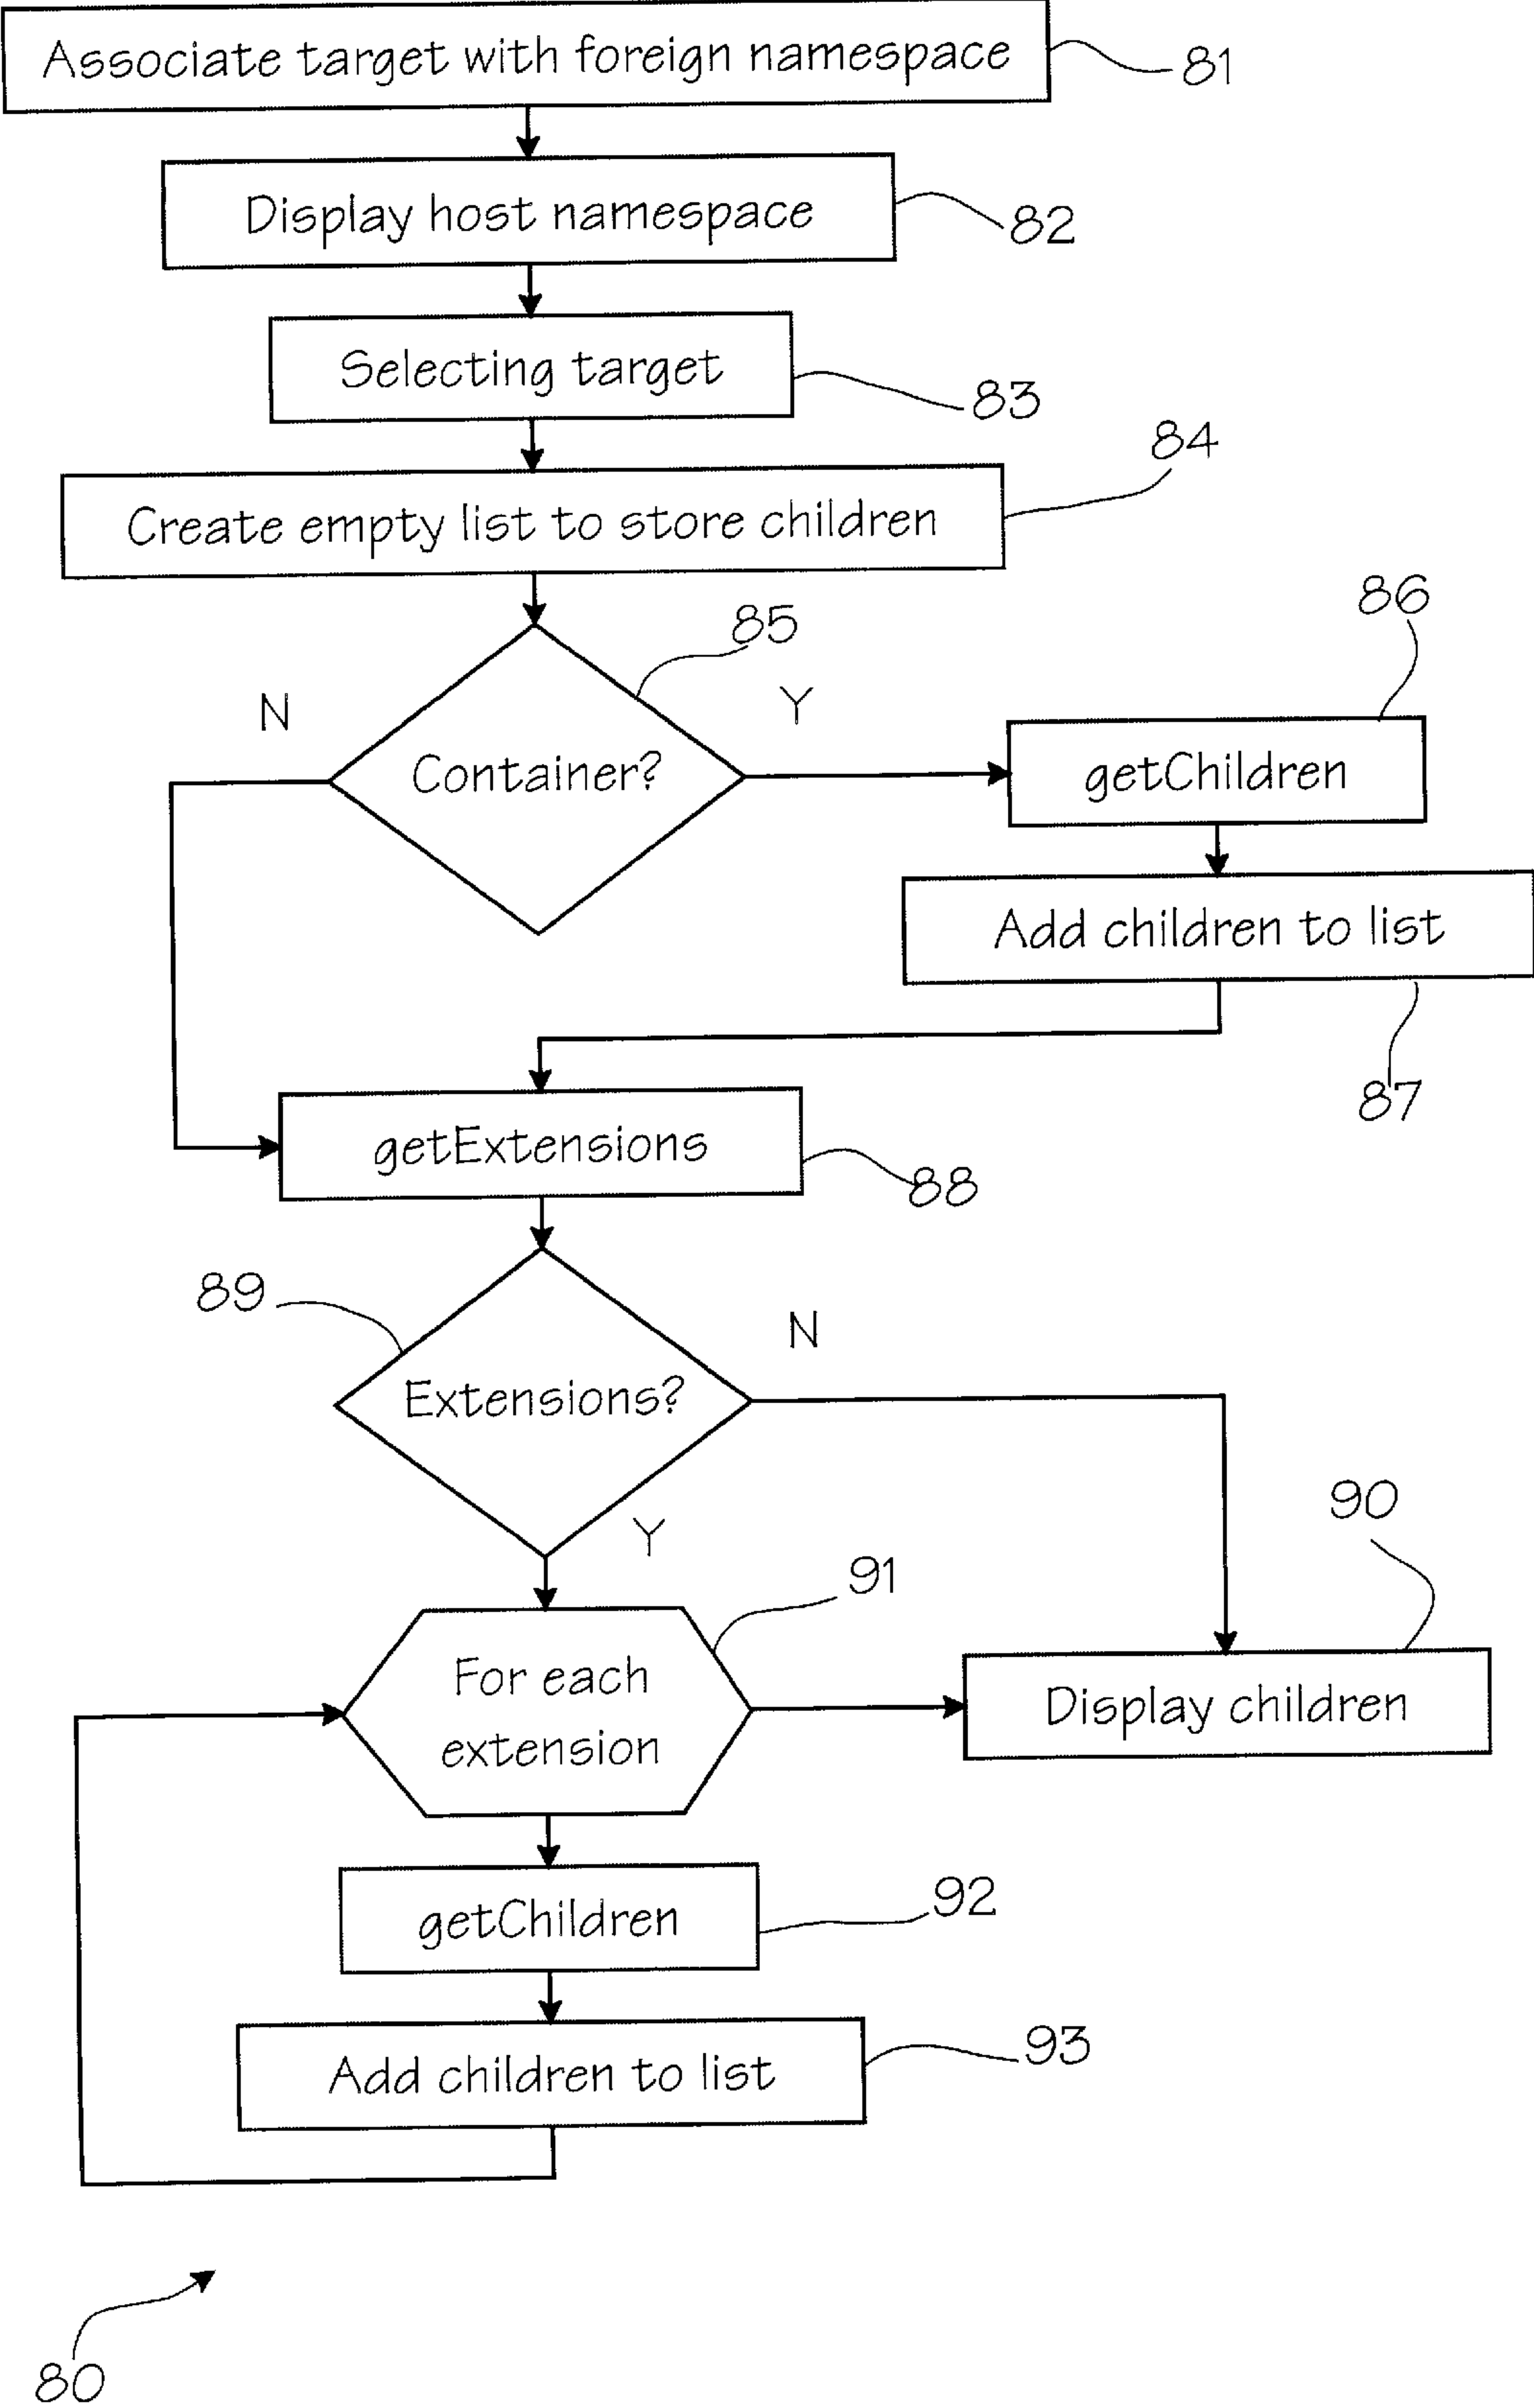 Associate target with foreign namespace
81
Display host namespace
82
Selecting target
83
84
Create empty list to store children
85
86
N
Y
Container?
getChildren
Add children to list
87
getExtensions
88
89
N
Extensions?
90
Y
91
For each
extension
Display children
92
getChildren
93
Add children to list
80